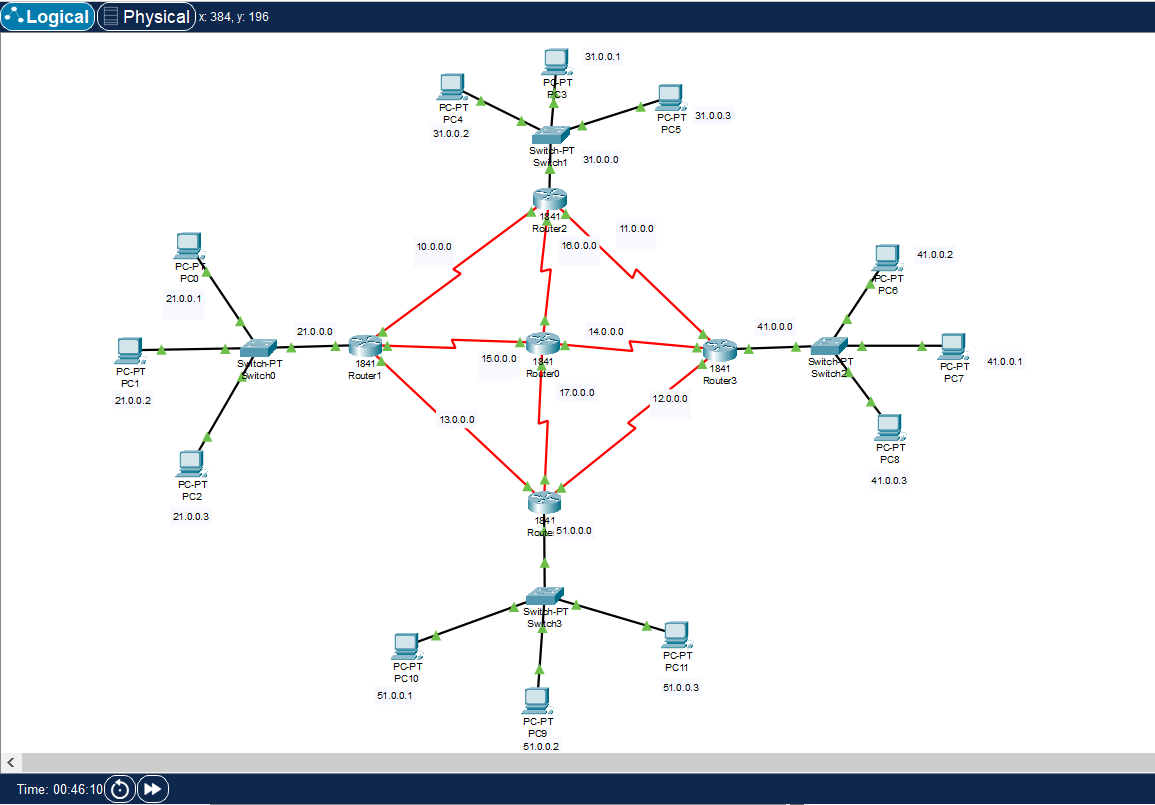 Logical Physical x: 384, y: 196
31.0.0.1
PC-PT
PC3
PC-PT
PC4
31.0.0.2
PC-PT
PC5
31.0.0.3
Switch-PT
Switch1
31.0.0.0
1841
Router2
10.0.0.0
16.0.0.0
11.0.0.0
PC-PT
PC0
21.0.0.1
PC-PT
PC6
41.0.0.2
21.0.0.0
14.0.0.0
41.0.0.0
PC-PT
PC1
21.0.0.2
Switch-PT
Switch0
1841
Router1
15.0.0.0
1841
Router0
1841
Router3
Switch-PT
Switch2
PC-PT
PC7
41.0.0.1
17.0.0.0
12.0.0.0
13.0.0.0
PC-PT
PC8
41.0.0.3
PC-PT
PC2
21.0.0.3
1841
Route
51.0.0.0
Switch-PT
Switch3
PC-PT
PC10
51.0.0.1
PC-PT
PC11
51.0.0.3
PC-PT
PC9
51.0.0.2
Time: 00:46:10